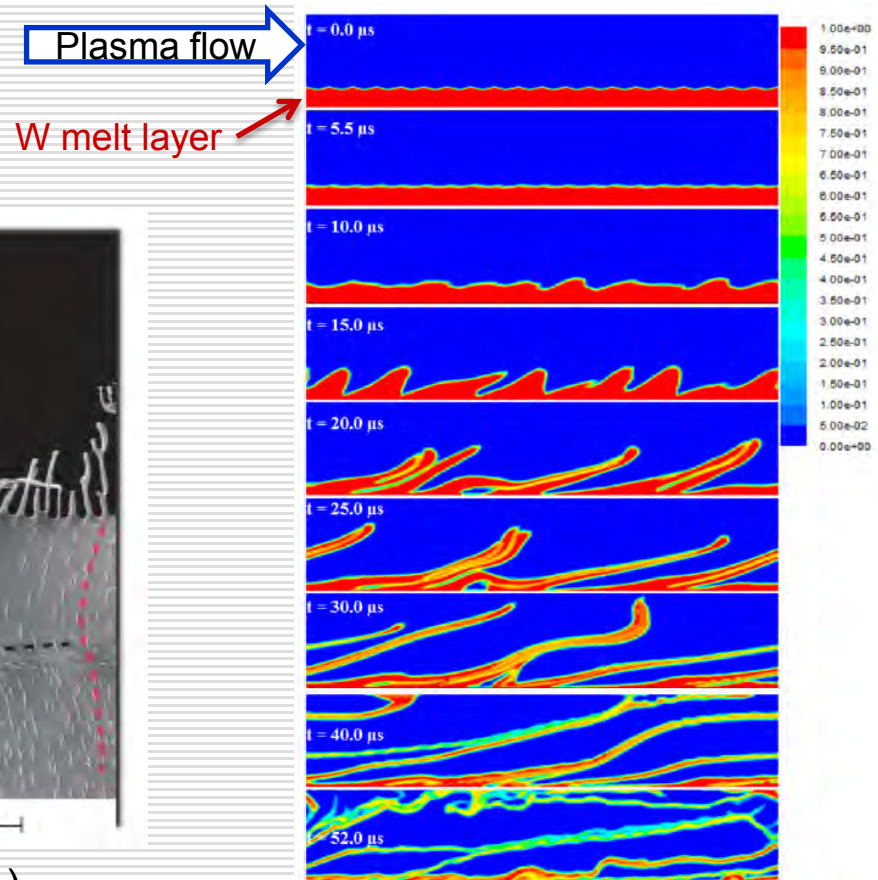 Plasma flow
W melt layer
t = 0.0 μs
t = 5.5 μs
t = 10.0 μs
t = 15.0 μs
t = 20.0 μs
t = 25.0 μs
t = 30.0 μs
t = 40.0 μs
t = 52.0 μs
1.00e+00
9.50e-01
9.00e-01
8.50e-01
8.00e-01
7.50e-01
7.00e-01
6.50e-01
6.00e-01
5.50e-01
5.00e-01
4.50e-01
4.00e-01
3.50e-01
3.00e-01
2.50e-01
2.00e-01
1.50e-01
1.00e-01
5.00e-02
0.00e+00
)